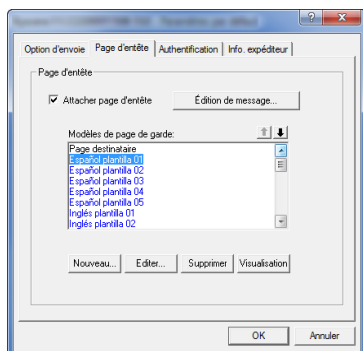 Option d'envoie Page d'entête Authentification Info. expéditeur
Page d'entête
Attacher page d'entête Édition de message...
Modèles de page de garde:
Page destinataire
Español plantilla 01
Español plantilla 02
Español plantilla 03
Español plantilla 04
Español plantilla 05
Inglés plantilla 01
Inglés plantilla 02
Nouveau... Editer... Supprimer Visualisation
OK Annuler